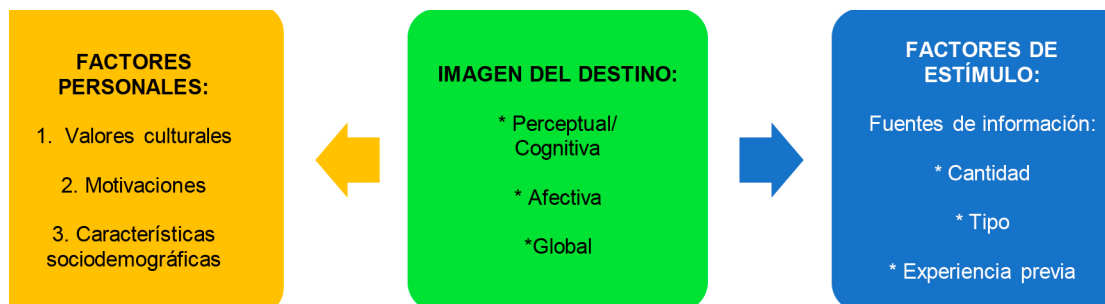 FACTORES
PERSONALES:
1. Valores culturales
2. Motivaciones
3. Características
sociodemográficas
IMAGEN DEL DESTINO:
* Perceptual/
Cognitiva
* Afectiva
*Global
FACTORES DE
ESTÍMULO:
Fuentes de información:
* Cantidad
* Tipo
* Experiencia previa